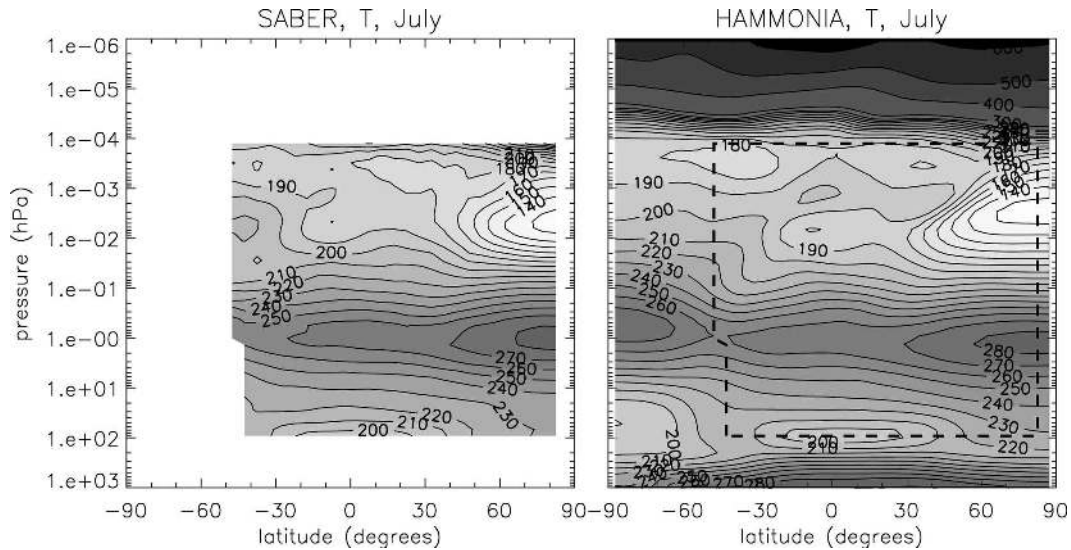 SABER, T, July
HAMMONIA, T, July
pressure (hPa)
1.e-06
1.e-05
1.e-04
1.e-03
1.e-02
1.e-01
1.e-00
1.e+01
1.e+02
1.e+03
190
200
210
220
230
240
250
270
260
250
240
230
220
210
200
180
190
200
210
230
250
260
190
500
400
140
280
270
260
250
240
230
220
200
210
200
270
280
-90 -60 -30 0 30 60 90
-60 -30 0 30 60 90
latitude (degrees)
latitude (degrees)